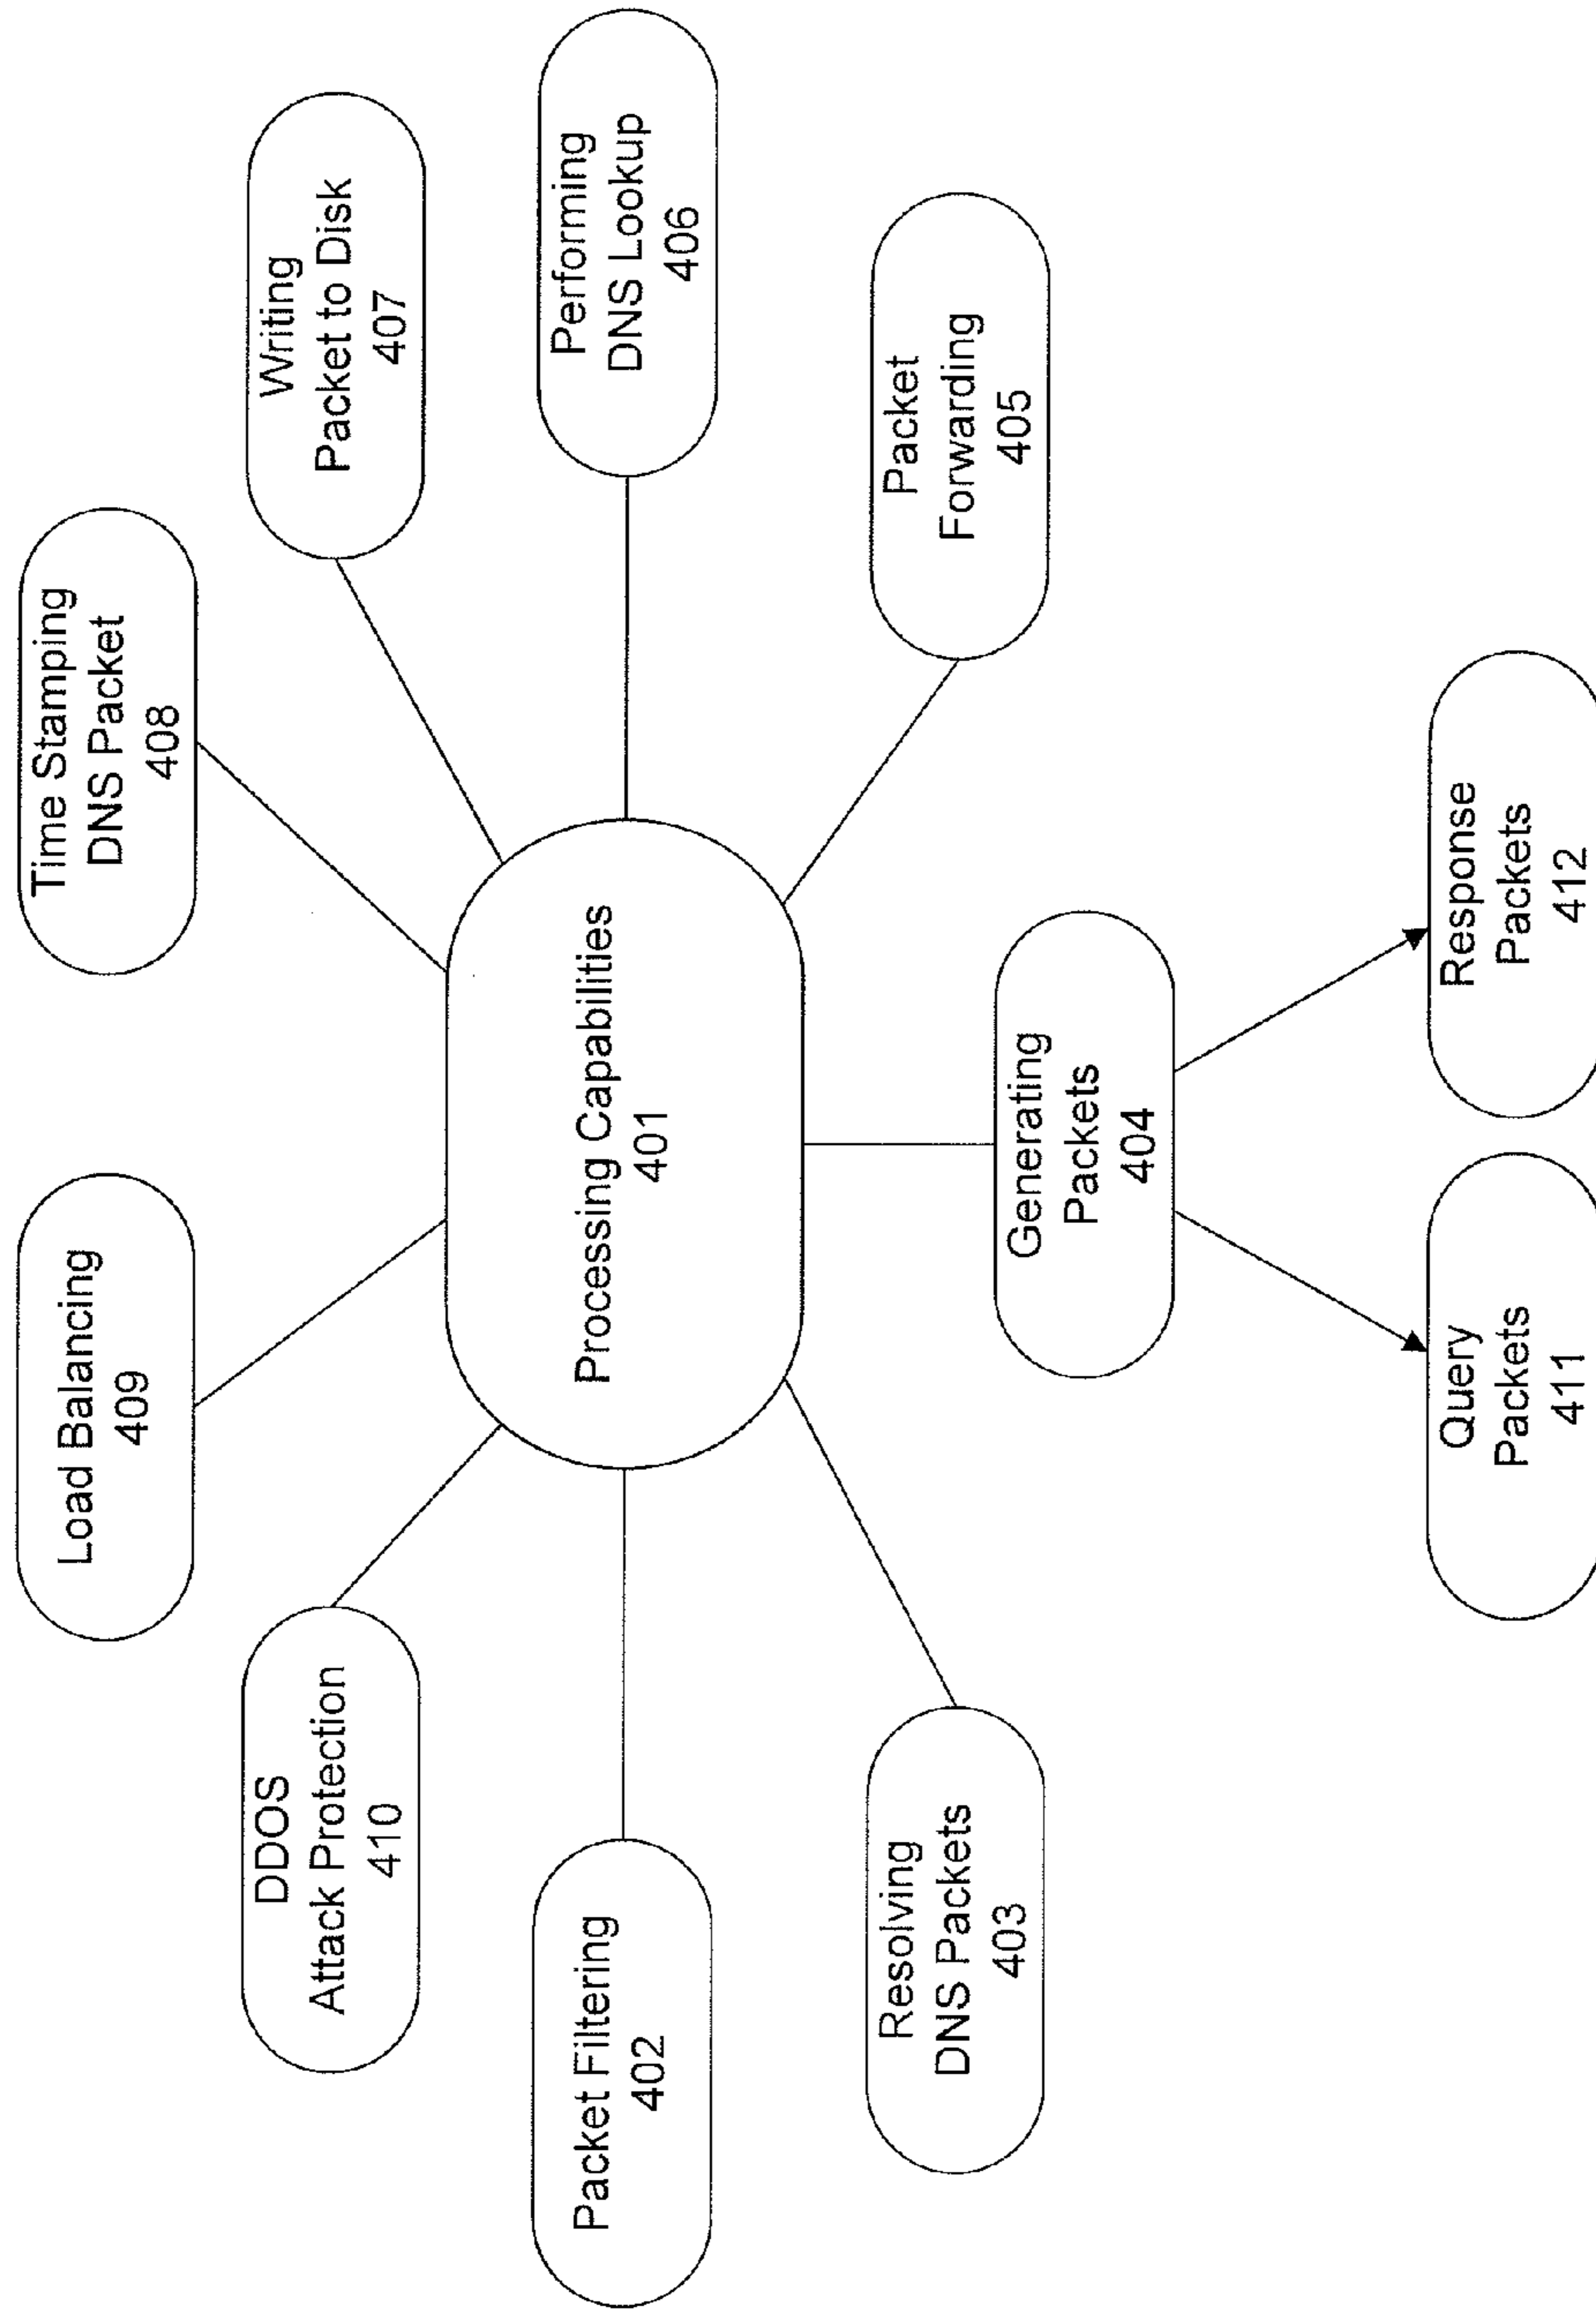 Load Balancing
409
Time Stamping
DNS Packet
408
DDOS
Attack Protection
410
Writing
Packet to Disk
407
Packet Filtering
402
Processing Capabilities
401
Performing
DNS Lookup
406
Resolving
DNS Packets
403
Packet
Forwarding
405
Generating
Packets
404
Query
Packets
411
Response
Packets
412